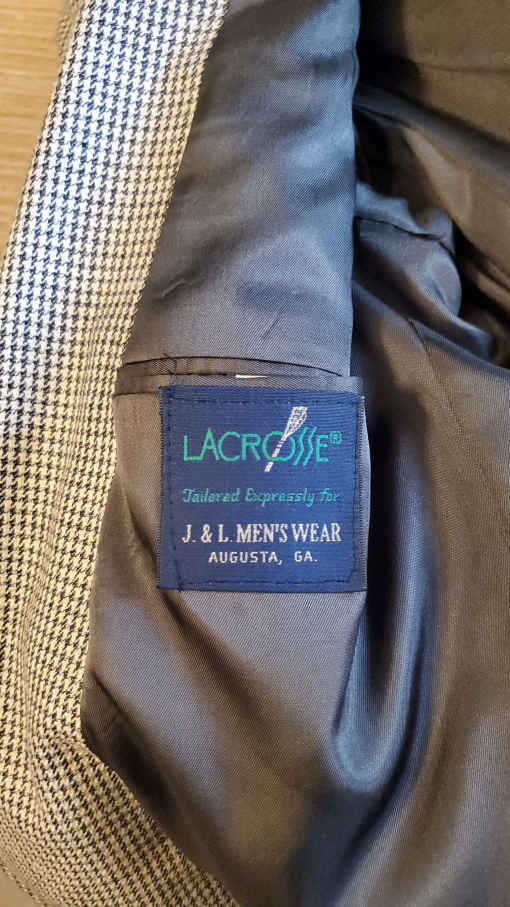 LACROSSE®
Tailored Expressly for
J. & L. MEN'S WEAR
AUGUSTA, GA.